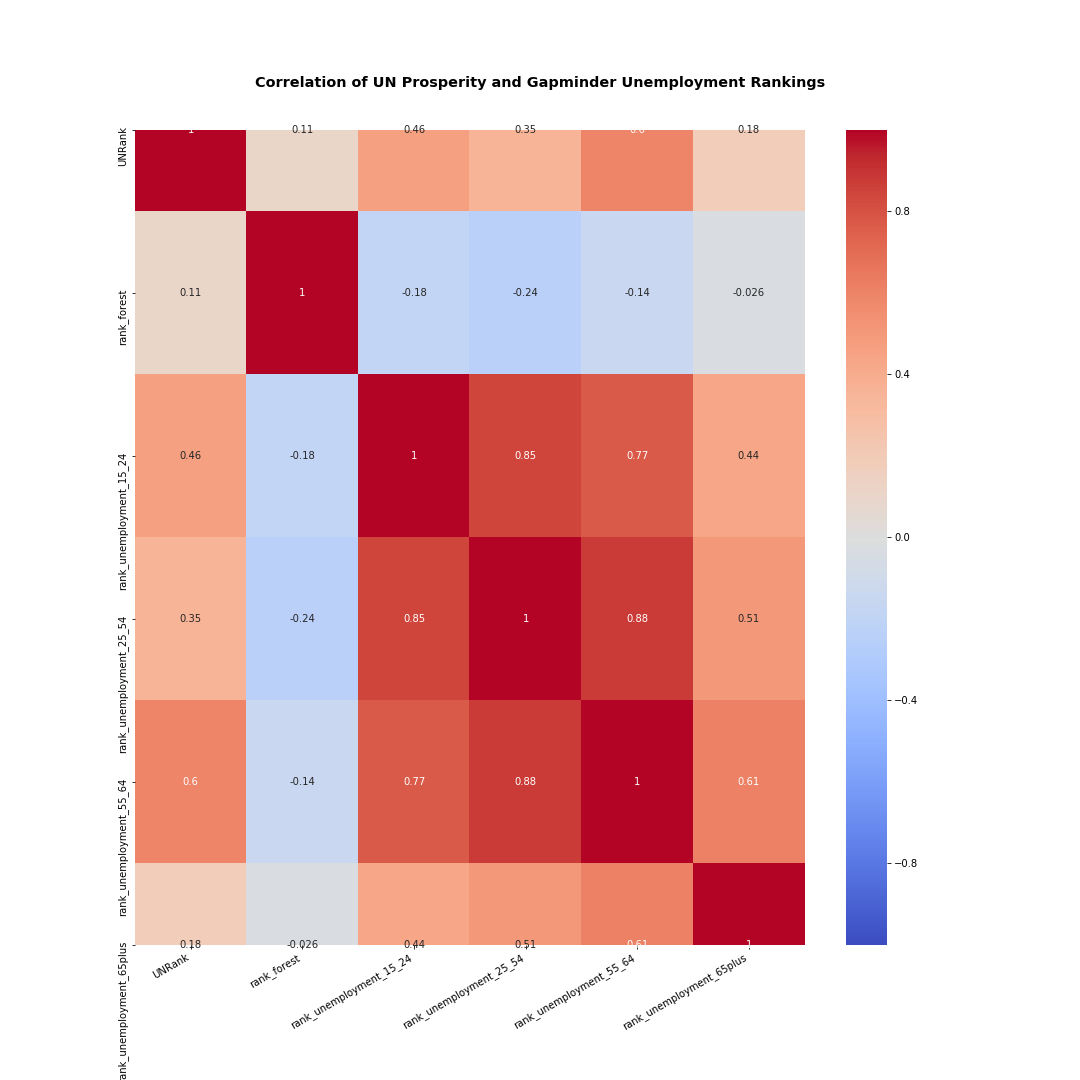 Correlation of UN Prosperity and Gapminder Unemployment Rankings
UNRank 1 0.11 0.46 0.35 0.6 0.18
rank_forest 0.11 1 -0.18 -0.24 -0.14 -0.026
rank_unemployment_15_24 0.46 -0.18 1 0.85 0.77 0.44
rank_unemployment_25_54 0.35 -0.24 0.85 1 0.88 0.51
rank_unemployment_55_64 0.6 -0.14 0.77 0.88 1 0.61
ank_unemployment_65plus 0.18 -0.026 0.44 0.51 0.61 1
UNRank rank_forest rank_unemployment_15_24 rank_unemployment_25_54 rank_unemployment_55_64 rank_unemployment_65plus
0.8
0.4
0.0
−0.4
−0.8